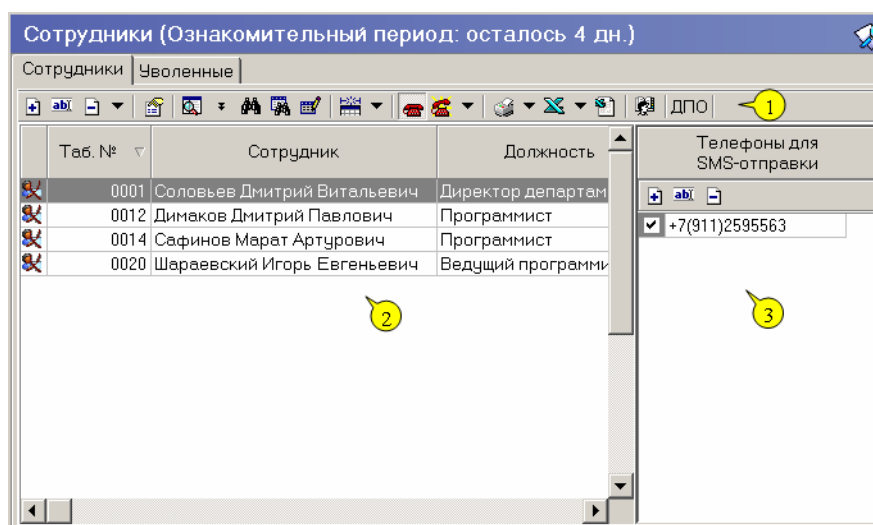 Сотрудники (Ознакомительный период: осталось 4 дн.)
Сотрудники Уволенные
abI ДПО 1
Таб. № Сотрудник Должность
0001 Соловьев Дмитрий Витальевич Директор департам
0012 Димаков Дмитрий Павлович Программист
0014 Сафинов Марат Артурович Программист
0020 Шараевский Игорь Евгеньевич Ведущий программи
2
Телефоны для
SMS-отправки
abI
+7(911)2595563
3